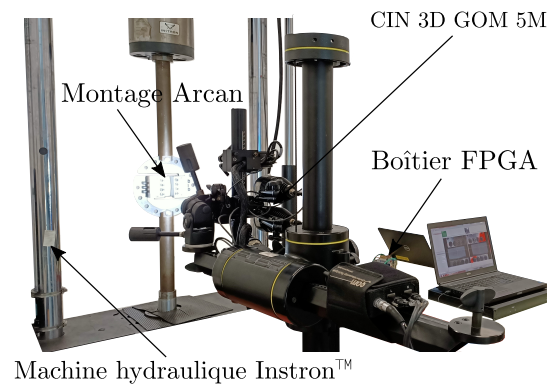 CIN 3D GOM 5M
Montage Arcan
Boîtier FPGA
Machine hydraulique Instron™